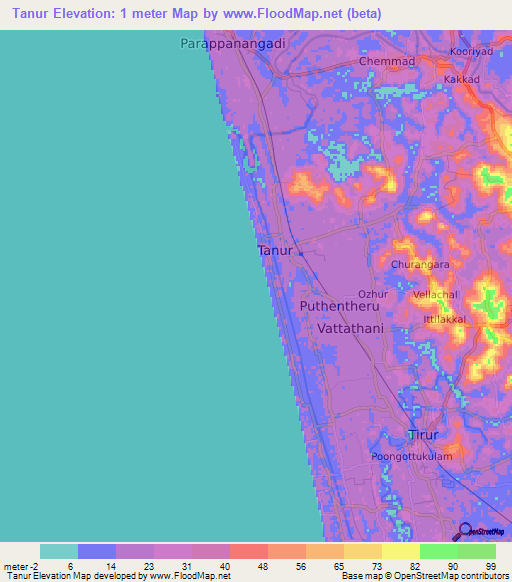 Tanur Elevation: 1 meter Map by www.FloodMap.net (beta)
Parappanangadi
Kooriyad
Chemmad
Kakkad
Tanur
Churangara
Ozhur
Vellachal
Puthentheru
Ittilakkal
Vattathani
Tirur
Poongottukulam
OpenStreetMap
meter -2 6 14 23 31 40 48 56 65 73 82 90 99
Tanur Elevation Map developed by www.FloodMap.net
Base map © OpenStreetMap contributors